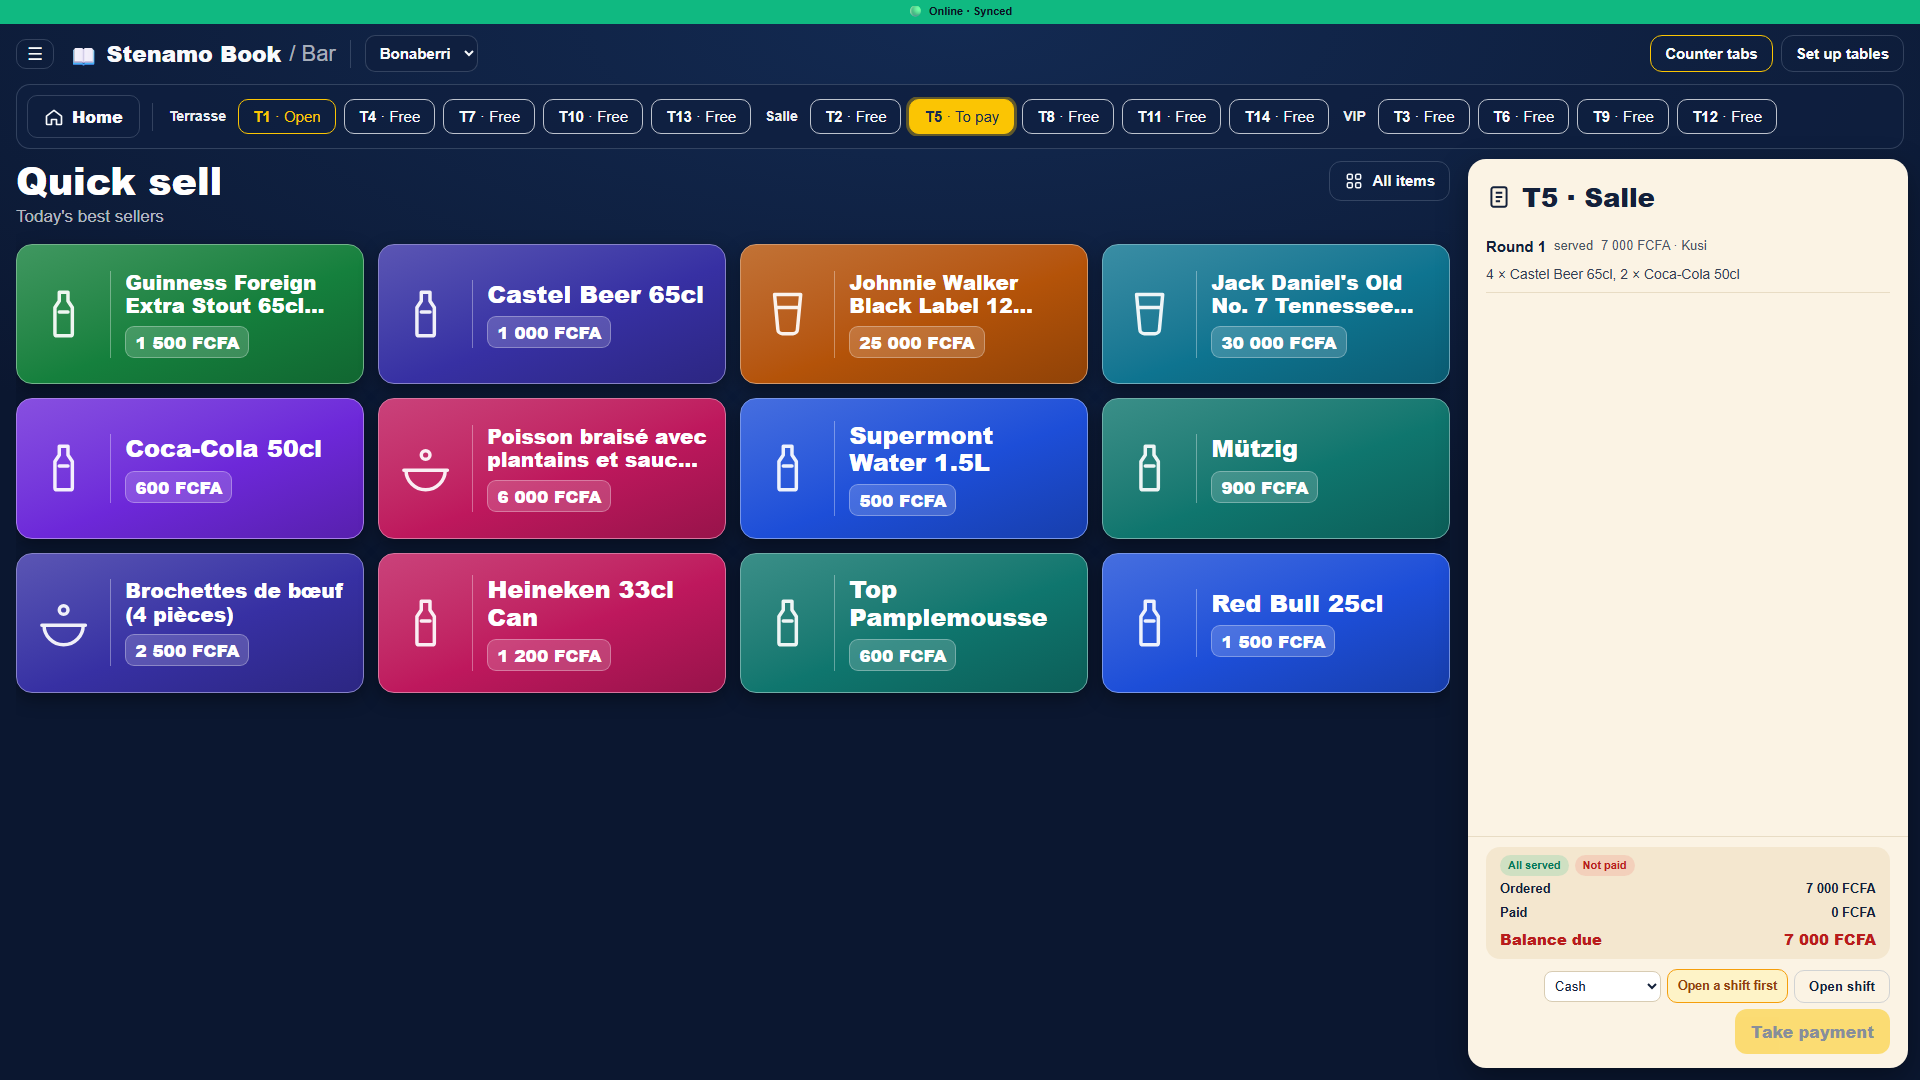 Online · Synced
Stenamo Book / Bar
Bonaberri
Counter tabs
Set up tables
Home
Terrasse
T1 · Open
T4 · Free
T7 · Free
T10 · Free
T13 · Free
Salle
T2 · Free
T5 · To pay
T8 · Free
T11 · Free
T14 · Free
VIP
T3 · Free
T6 · Free
T9 · Free
T12 · Free
Quick sell
Today's best sellers
All items
Guinness Foreign
Extra Stout 65cl...
1 500 FCFA
Castel Beer 65cl
1 000 FCFA
Johnnie Walker
Black Label 12...
25 000 FCFA
Jack Daniel's Old
No. 7 Tennessee...
30 000 FCFA
Coca-Cola 50cl
600 FCFA
Poisson braisé avec
plantains et sauc...
6 000 FCFA
Supermont
Water 1.5L
500 FCFA
Mützig
900 FCFA
Brochettes de bœuf
(4 pièces)
2 500 FCFA
Heineken 33cl
Can
1 200 FCFA
Top
Pamplemousse
600 FCFA
Red Bull 25cl
1 500 FCFA
T5 · Salle
Round 1 served 7 000 FCFA · Kusi
4 × Castel Beer 65cl, 2 × Coca-Cola 50cl
All served
Not paid
Ordered 7 000 FCFA
Paid 0 FCFA
Balance due 7 000 FCFA
Cash
Open a shift first
Open shift
Take payment